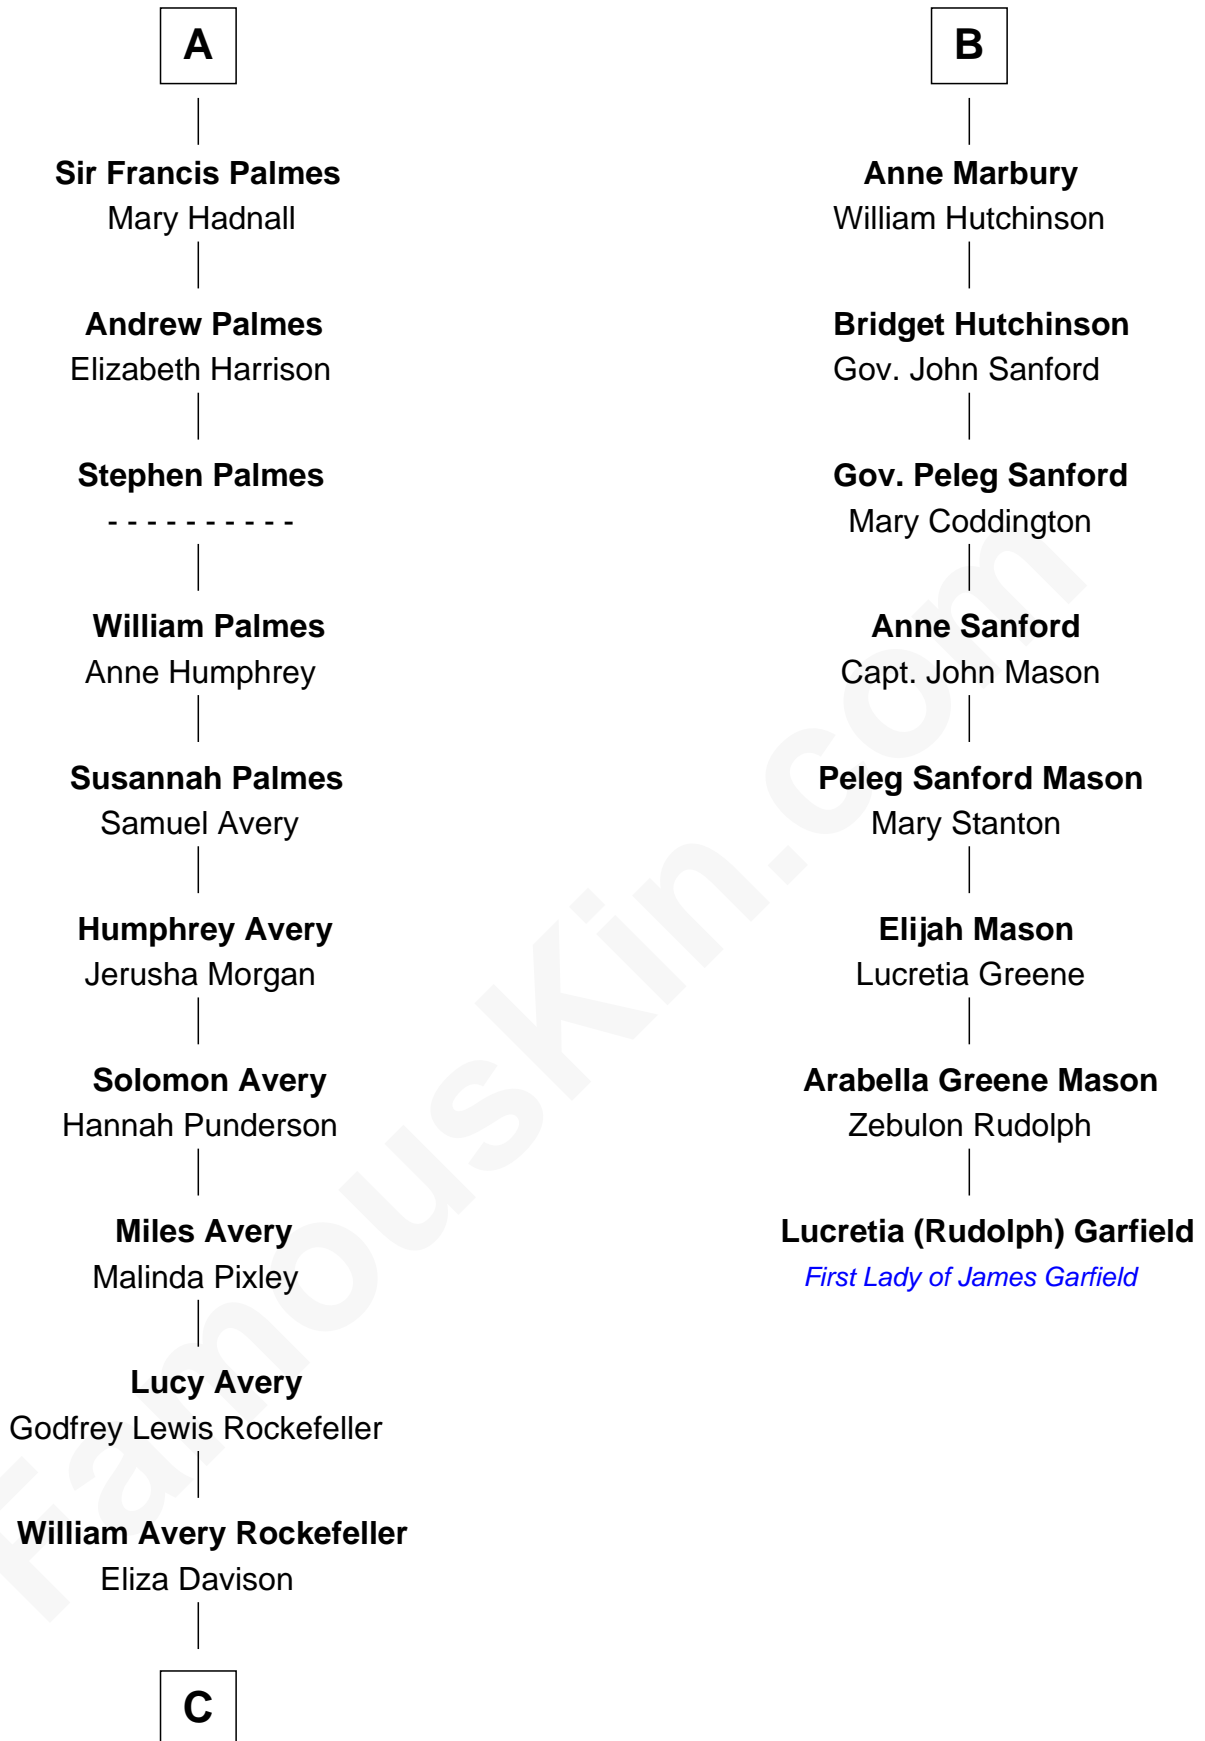 A
Sir Francis Palmes
Mary Hadnall
Andrew Palmes
Elizabeth Harrison
Stephen Palmes
- - - - - - - - - -
William Palmes
Anne Humphrey
Susannah Palmes
Samuel Avery
Humphrey Avery
Jerusha Morgan
Solomon Avery
Hannah Punderson
Miles Avery
Malinda Pixley
Lucy Avery
Godfrey Lewis Rockefeller
William Avery Rockefeller
Eliza Davison
C
B
Anne Marbury
William Hutchinson
Bridget Hutchinson
Gov. John Sanford
Gov. Peleg Sanford
Mary Coddington
Anne Sanford
Capt. John Mason
Peleg Sanford Mason
Mary Stanton
Elijah Mason
Lucretia Greene
Arabella Greene Mason
Zebulon Rudolph
Lucretia (Rudolph) Garfield
First Lady of James Garfield
FamousKin.com